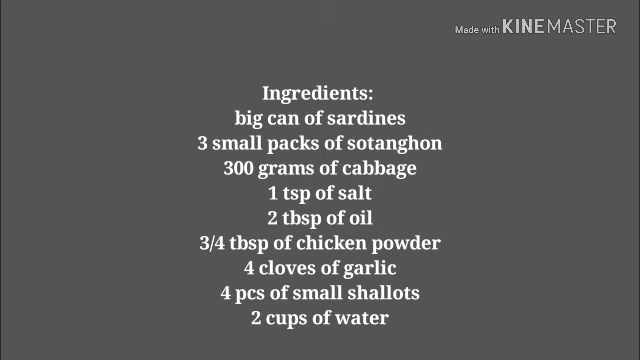 Made with KINEMASTER
Ingredients:
big can of sardines
3 small packs of sotanghon
300 grams of cabbage
1 tsp of salt
2 tbsp of oil
3/4 tbsp of chicken powder
4 cloves of garlic
4 pcs of small shallots
2 cups of water